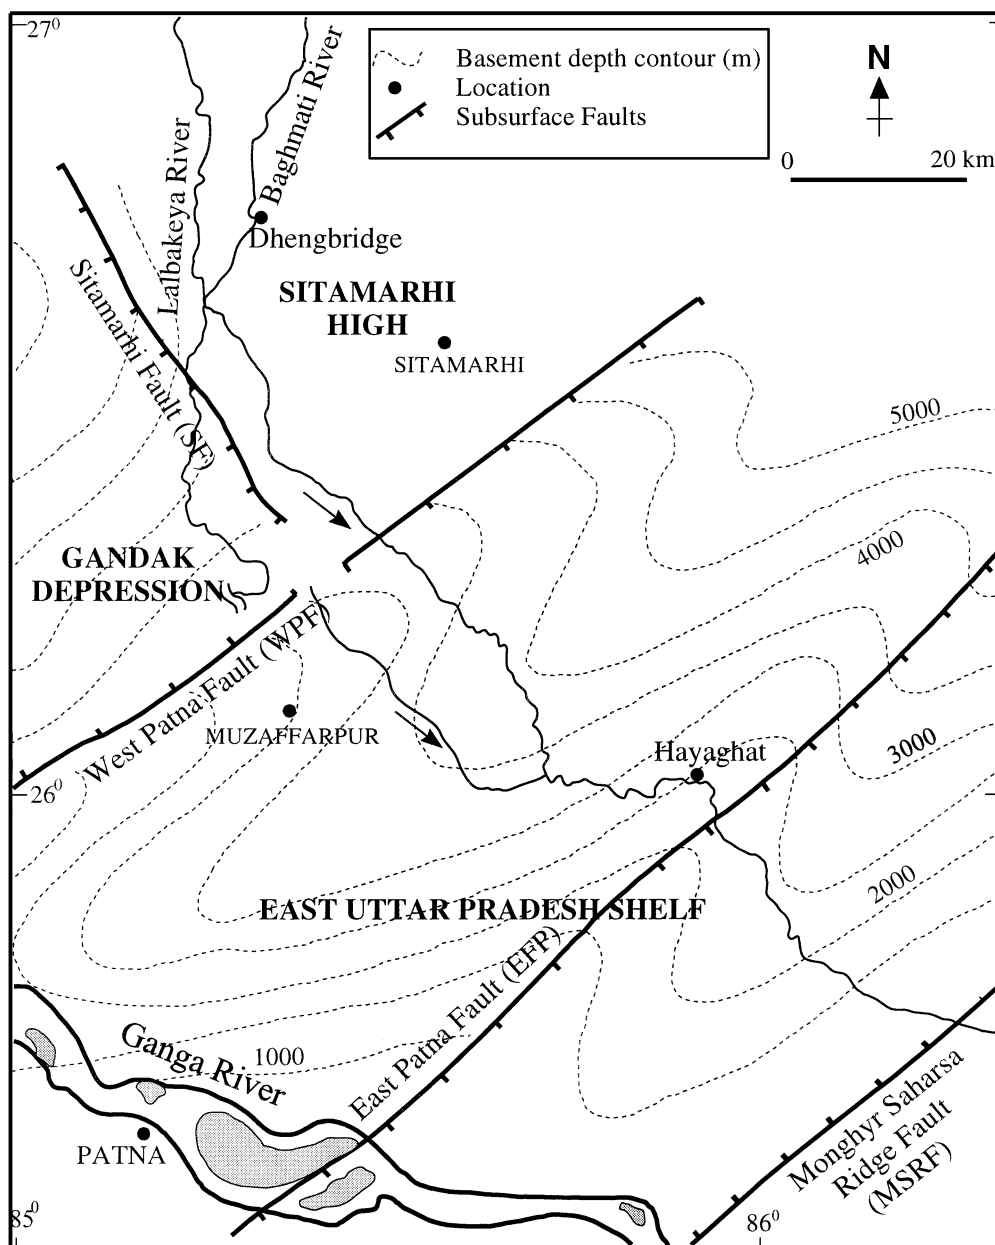 27⁰
Basement depth contour (m)
Location
Subsurface Faults
N
0 20 km
Baghmati River
Lalbakeya River
Dhengbridge
SITAMARHI
HIGH
SITAMARHI
Sitamarhi Fault (SF)
5000
4000
GANDAK
DEPRESSION
West Patna Fault (WPF)
MUZAFFARPUR
Hayaghat
3000
26⁰
2000
EAST UTTAR PRADESH SHELF
East Patna Fault (EFP)
Ganga River
1000
PATNA
Monghyr Saharsa
Ridge Fault
(MSRF)
85⁰
86⁰